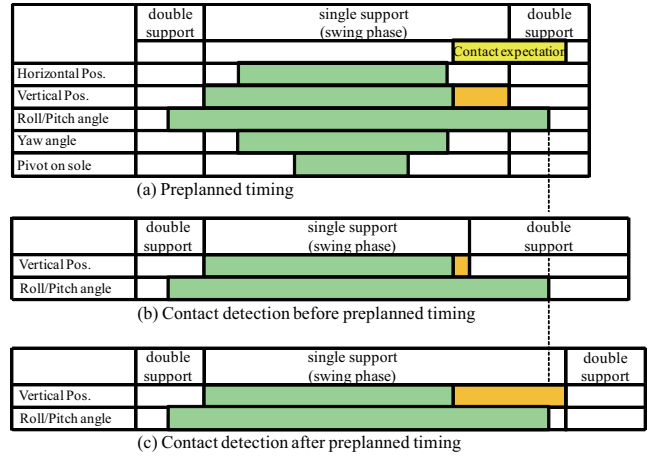 double
support
single support
(swing phase)
double
support
Contact expectation
Horizontal Pos.
Vertical Pos.
Roll/Pitch angle
Yaw angle
Pivot on sole
(a) Preplanned timing
double
support
single support
(swing phase)
double
support
Vertical Pos.
Roll/Pitch angle
(b) Contact detection before preplanned timing
double
support
single support
(swing phase)
double
support
Vertical Pos.
Roll/Pitch angle
(c) Contact detection after preplanned timing